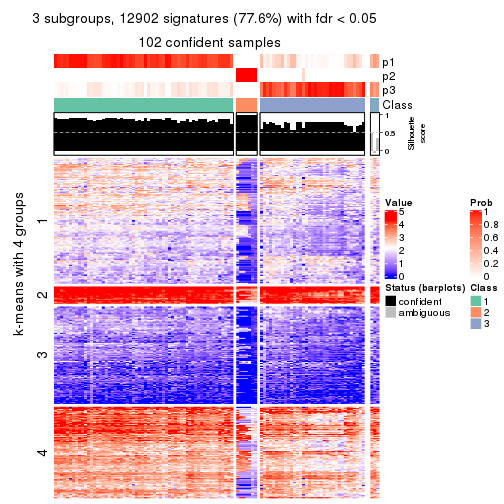 3 subgroups, 12902 signatures (77.6%) with fdr < 0.05
102 confident samples
p1
p2
p3
Class
1
0.5
0
Silhouette
score
k-means with 4 groups
1
2
3
4
Value
5
4
3
2
1
0
Status (barplots)
confident
ambiguous
Prob
1
0.8
0.6
0.4
0.2
0
Class
1
2
3